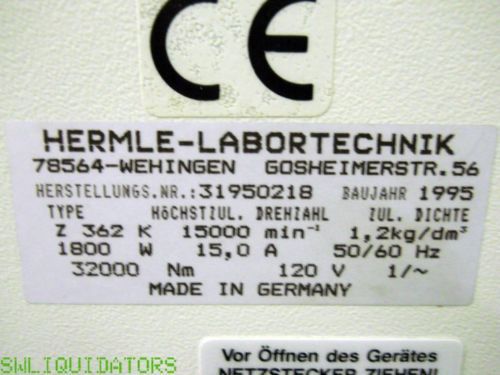 CE
HERMLE-LABORTECHNIK
78564-WEHINGEN GOSHEIMERSTR.56
HERSTELLUNGS.NR.:31950218 BAUJAHR 1995
TYPE HÖCHSTZUL. DREHZAHL ZUL. DICHTE
Z 362 K 15000 min⁻¹ 1,2kg/dm³
1800 W 15,0 A 50/60 Hz
32000 Nm 120 V 1/~
MADE IN GERMANY
Vor Öffnen des Gerätes
NETZSTECKER ZIEHEN!
SWLIQUIDATORS